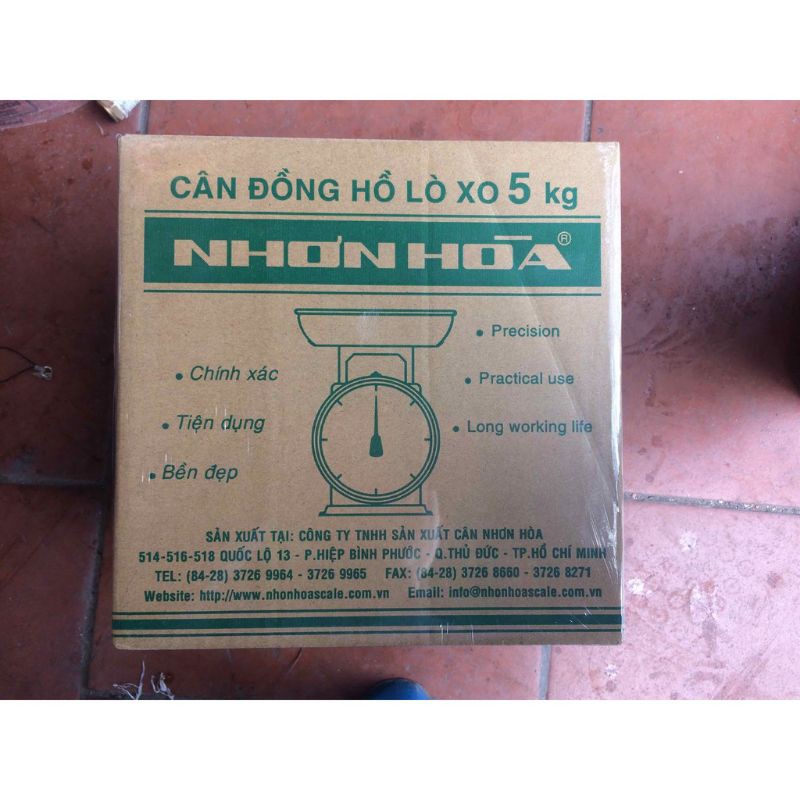 CÂN ĐỒNG HỒ LÒ XO 5 kg
NHƠN HÒA ®
• Precision
• Chính xác
• Practical use
• Tiện dụng
• Long working life
• Bền đẹp
SẢN XUẤT TẠI: CÔNG TY TNHH SẢN XUẤT CÂN NHƠN HÒA
514-516-518 QUỐC LỘ 13 - P.HIỆP BÌNH PHƯỚC - Q.THỦ ĐỨC - TP.HỒ CHÍ MINH
TEL: (84-28) 3726 9964 - 3726 9965 FAX: (84-28) 3726 8660 - 3726 8271
Website: http://www.nhonhoascale.com.vn Email: info@nhonhoascale.com.vn